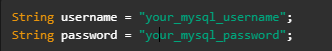 String username = "your_mysql_username";
String password = "your_mysql_password";